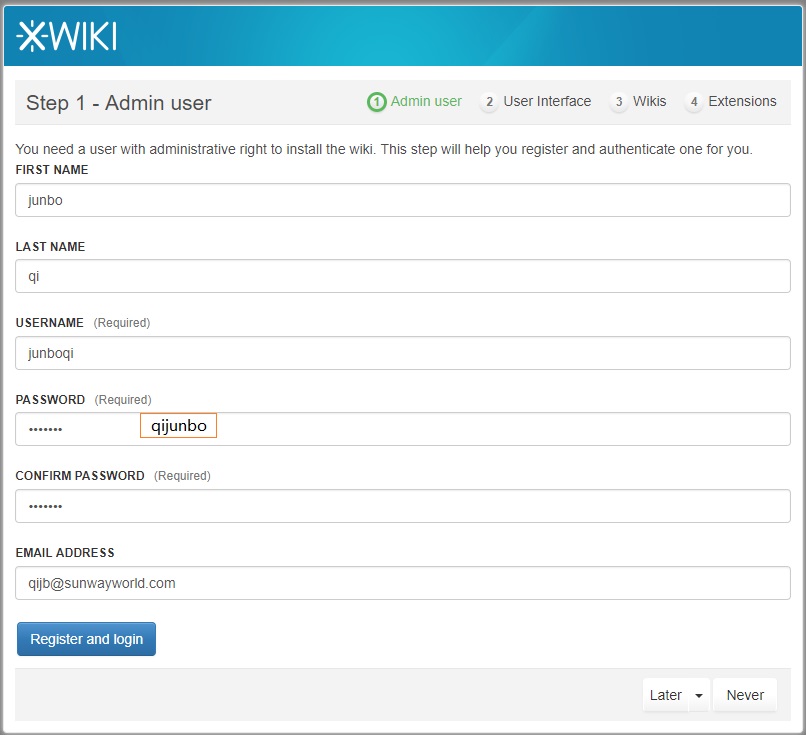 XWIKI
Step 1 - Admin user
1 Admin user 2 User Interface 3 Wikis 4 Extensions
You need a user with administrative right to install the wiki. This step will help you register and authenticate one for you.
FIRST NAME
junbo
LAST NAME
qi
USERNAME (Required)
junboqi
PASSWORD (Required)
••••••• qijunbo
CONFIRM PASSWORD (Required)
•••••••
EMAIL ADDRESS
qijb@sunwayworld.com
Register and login
Later Never